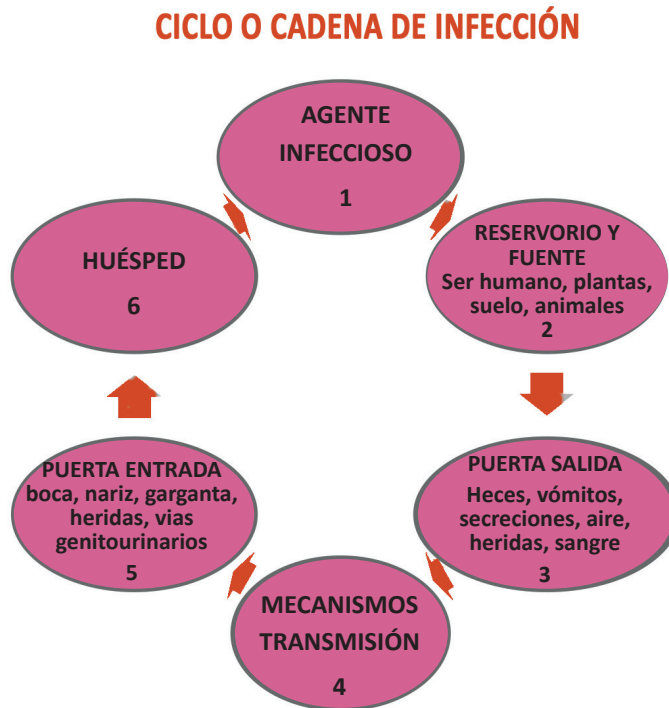 CICLO O CADENA DE INFECCIÓN
AGENTE
INFECCIOSO
1
RESERVORIO Y
FUENTE
Ser humano, plantas,
suelo, animales
2
PUERTA SALIDA
Heces, vómitos,
secreciones, aire,
heridas, sangre
3
MECANISMOS
TRANSMISIÓN
4
PUERTA ENTRADA
boca, nariz, garganta,
heridas, vias
genitourinarios
5
HUÉSPED
6